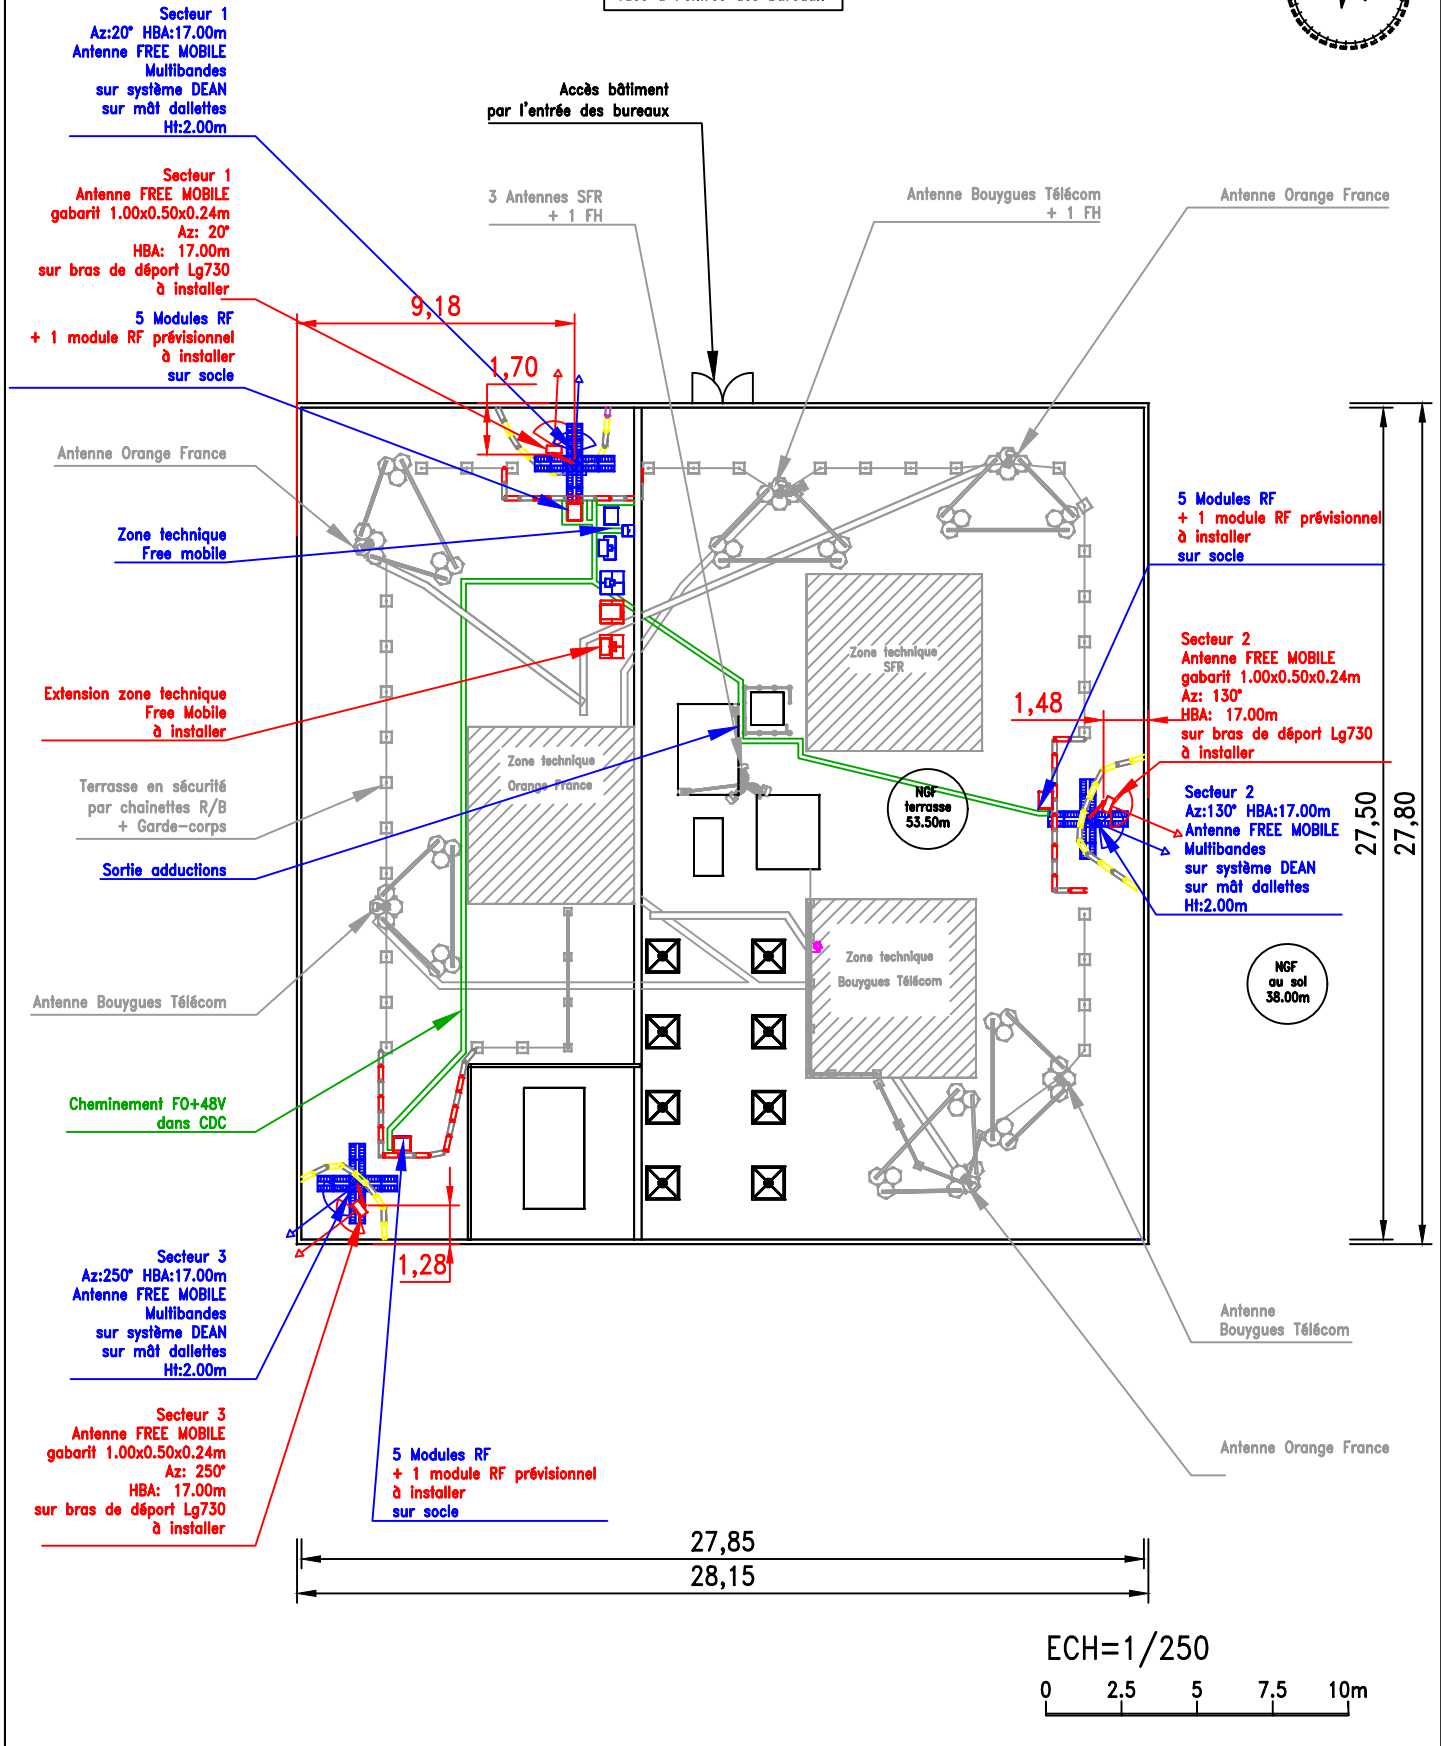 Secteur 1
Az:20° HBA:17.00m
Antenne FREE MOBILE
Multibandes
sur système DEAN
sur mât dallettes
Ht:2.00m
Accès bâtiment
par l'entrée des bureaux
Secteur 1
Antenne FREE MOBILE
gabarit 1.00x0.50x0.24m
Az: 20°
HBA: 17.00m
sur bras de déport Lg730
à installer
3 Antennes SFR
+ 1 FH
Antenne Bouygues Télécom
+ 1 FH
Antenne Orange France
5 Modules RF
+ 1 module RF prévisionnel
à installer
sur socle
9,18
1,70
Antenne Orange France
Zone technique
Free mobile
5 Modules RF
+ 1 module RF prévisionnel
à installer
sur socle
Zone technique
SFR
Secteur 2
Antenne FREE MOBILE
gabarit 1.00x0.50x0.24m
Az: 130°
HBA: 17.00m
sur bras de déport Lg730
à installer
1,48
Extension zone technique
Free Mobile
à installer
Zone technique
Orange France
Terrasse en sécurité
par chainettes R/B
+ Garde-corps
NGF
terrasse
53.50m
Secteur 2
Az:130° HBA:17.00m
Antenne FREE MOBILE
Multibandes
sur système DEAN
sur mât dallettes
Ht:2.00m
27,50
27,80
Sortie adductions
Zone technique
Bouygues Télécom
NGF
au sol
38.00m
Antenne Bouygues Télécom
Cheminement FO+48V
dans CDC
1,28
Secteur 3
Az:250° HBA:17.00m
Antenne FREE MOBILE
Multibandes
sur système DEAN
sur mât dallettes
Ht:2.00m
Antenne
Bouygues Télécom
Secteur 3
Antenne FREE MOBILE
gabarit 1.00x0.50x0.24m
Az: 250°
HBA: 17.00m
sur bras de déport Lg730
à installer
5 Modules RF
+ 1 module RF prévisionnel
à installer
sur socle
Antenne Orange France
27,85
28,15
ECH=1/250
0 2.5 5 7.5 10m